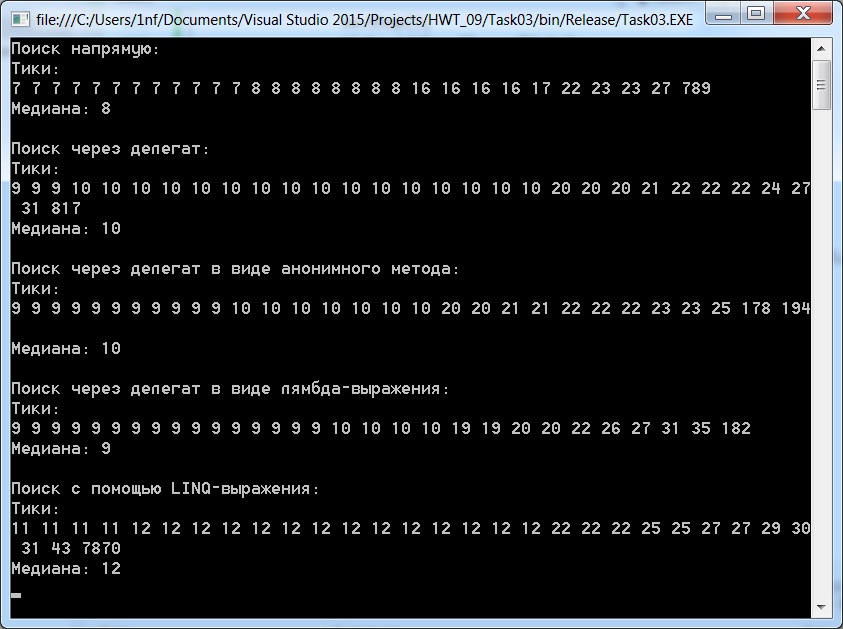 file:///C:/Users/1nf/Documents/Visual Studio 2015/Projects/HWT_09/Task03/bin/Release/Task03.EXE
Поиск напрямую:
Тики:
7 7 7 7 7 7 7 7 7 7 7 7 8 8 8 8 8 8 8 8 16 16 16 16 17 22 23 23 27 789
Медиана: 8
Поиск через делегат:
Тики:
9 9 9 10 10 10 10 10 10 10 10 10 10 10 10 10 10 10 10 20 20 20 21 22 22 22 24 27
31 817
Медиана: 10
Поиск через делегат в виде анонимного метода:
Тики:
9 9 9 9 9 9 9 9 9 9 9 10 10 10 10 10 10 10 20 20 21 21 22 22 22 23 23 25 178 194
Медиана: 10
Поиск через делегат в виде лямбда-выражения:
Тики:
9 9 9 9 9 9 9 9 9 9 9 9 9 9 9 9 10 10 10 10 19 19 20 20 22 26 27 31 35 182
Медиана: 9
Поиск с помощью LINQ-выражения:
Тики:
11 11 11 11 12 12 12 12 12 12 12 12 12 12 12 12 12 12 22 22 22 25 25 27 27 29 30
31 43 7870
Медиана: 12